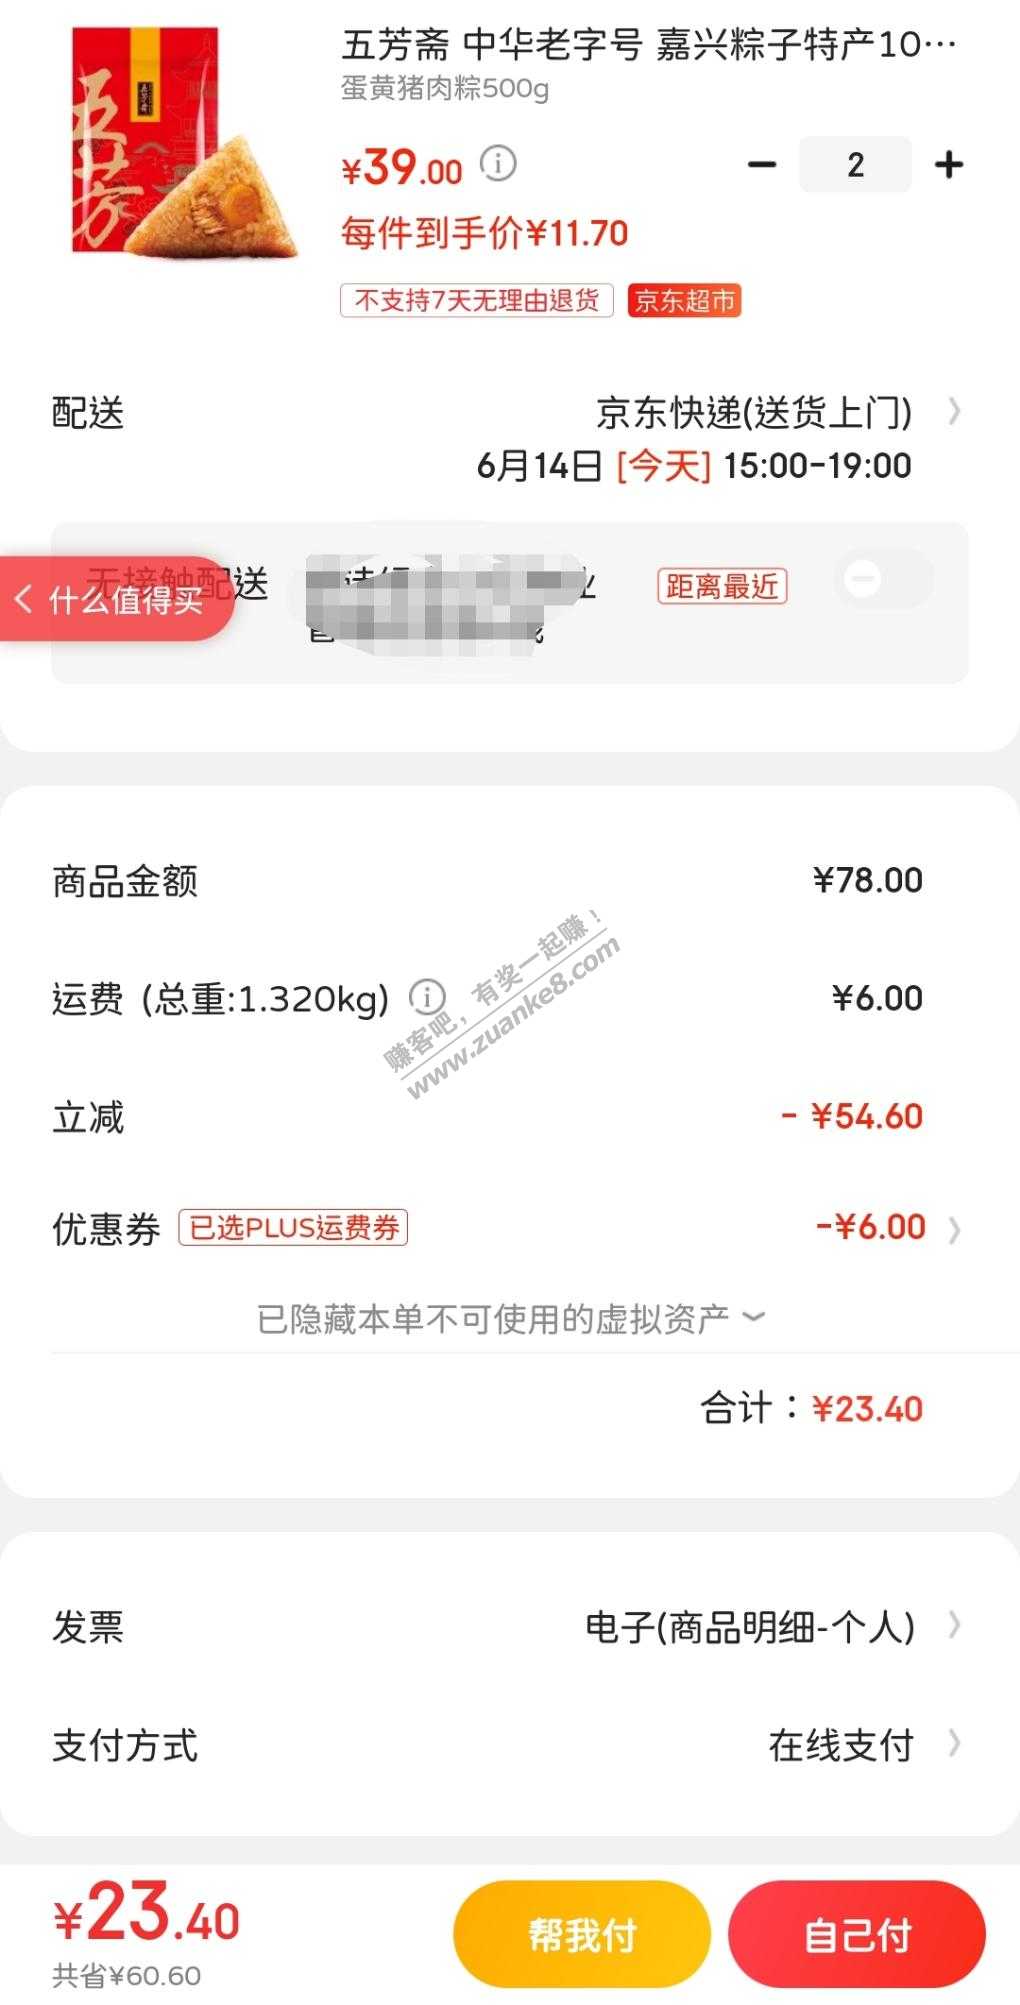 五芳斋 中华老字号 嘉兴粽子特产10…
蛋黄猪肉粽500g
五芳
¥39.00
2
每件到手价¥11.70
不支持7天无理由退货 京东超市
配送 京东快递(送货上门)
6月14日 [今天] 15:00-19:00
无接触配送 业 距离最近
什么值得买
商品金额 ¥78.00
运费 (总重:1.320kg) ¥6.00
赚客吧，有奖一起赚！
www.zuanke8.com
立减 - ¥54.60
优惠券 已选PLUS运费券 -¥6.00
已隐藏本单不可使用的虚拟资产
合计：¥23.40
发票 电子(商品明细-个人)
支付方式 在线支付
¥23.40 帮我付 自己付
共省¥60.60